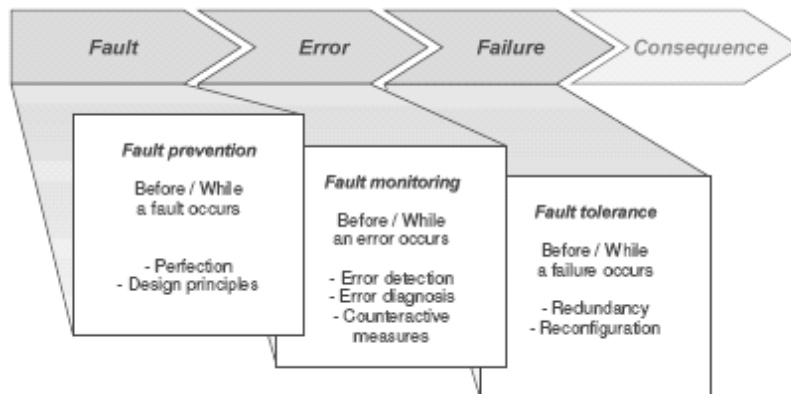 Fault
Error
Failure
Consequence
Fault prevention
Before / While
a fault occurs
- Perfection
- Design principles
Fault monitoring
Before / While
an error occurs
- Error detection
- Error diagnosis
- Counteractive
measures
Fault tolerance
Before / While
a failure occurs
- Redundancy
- Reconfiguration